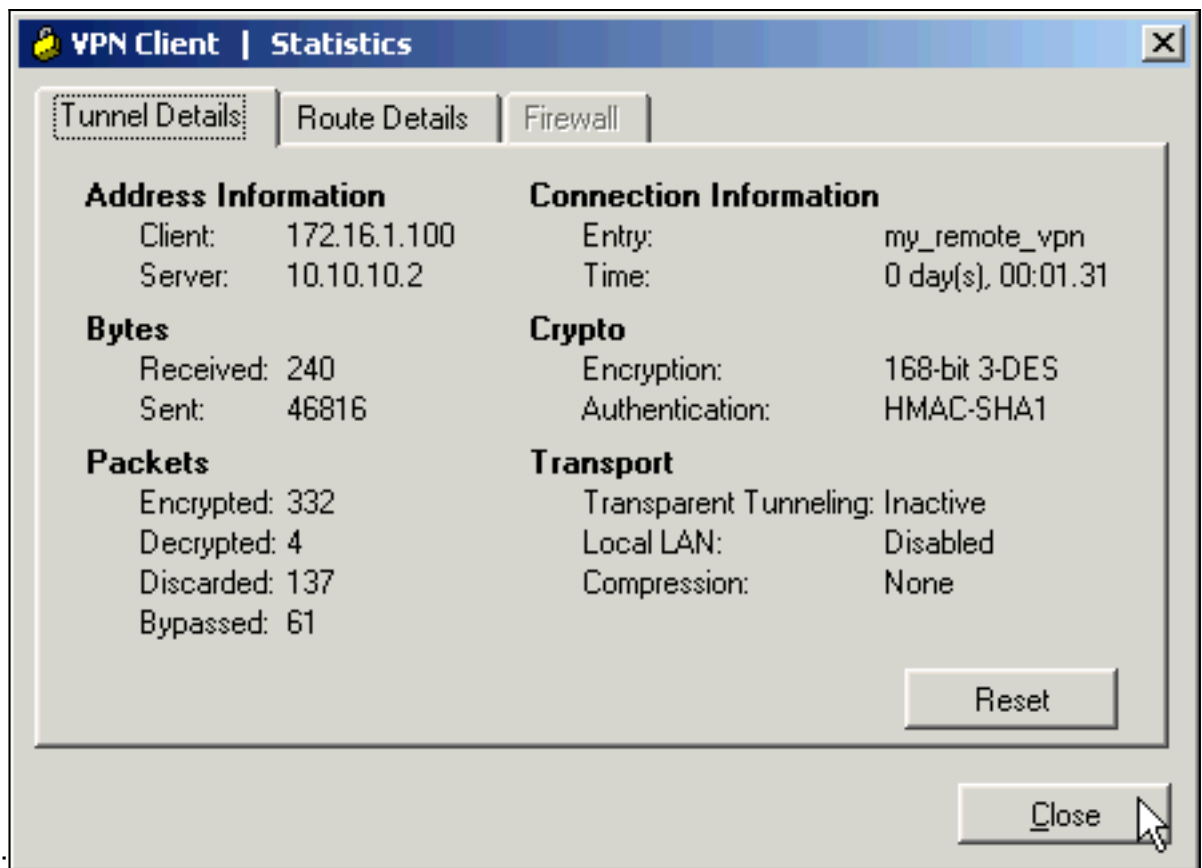 VPN Client | Statistics
Tunnel Details
Route Details
Firewall
Address Information
Client: 172.16.1.100
Server: 10.10.10.2
Bytes
Received: 240
Sent: 46816
Packets
Encrypted: 332
Decrypted: 4
Discarded: 137
Bypassed: 61
Connection Information
Entry: my_remote_vpn
Time: 0 day(s), 00:01.31
Crypto
Encryption: 168-bit 3-DES
Authentication: HMAC-SHA1
Transport
Transparent Tunneling: Inactive
Local LAN: Disabled
Compression: None
Reset
Close
.